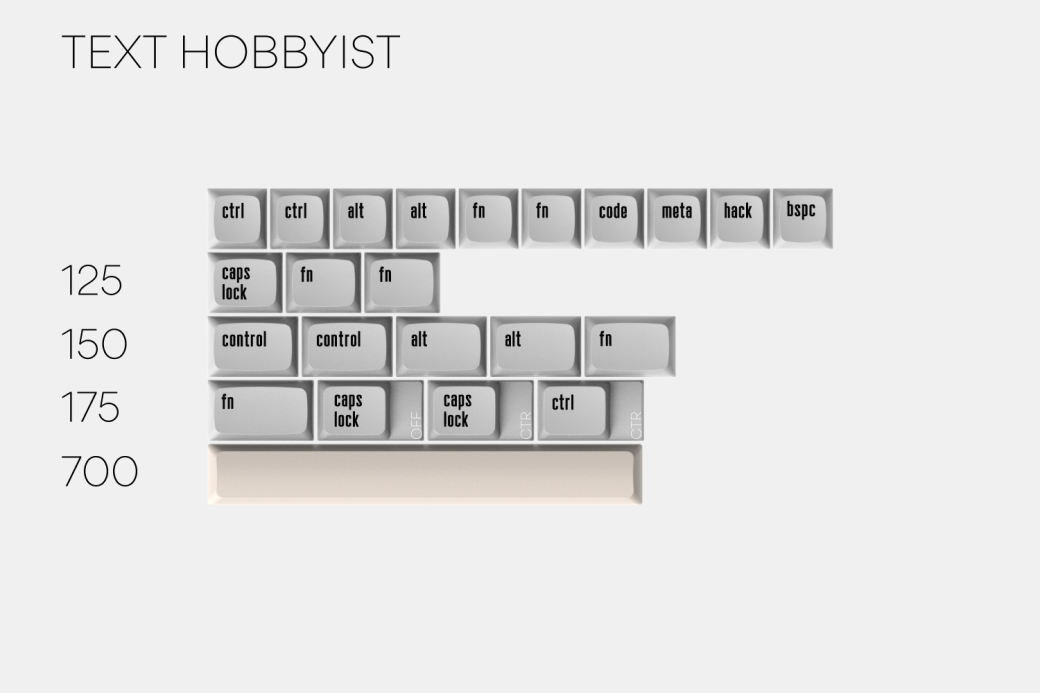 TEXT HOBBYIST
ctrl ctrl alt alt fn fn code meta hack bspc
125 caps lock fn fn
150 control control alt alt fn
175 fn caps lock OFF caps lock CTR ctrl CTR
700